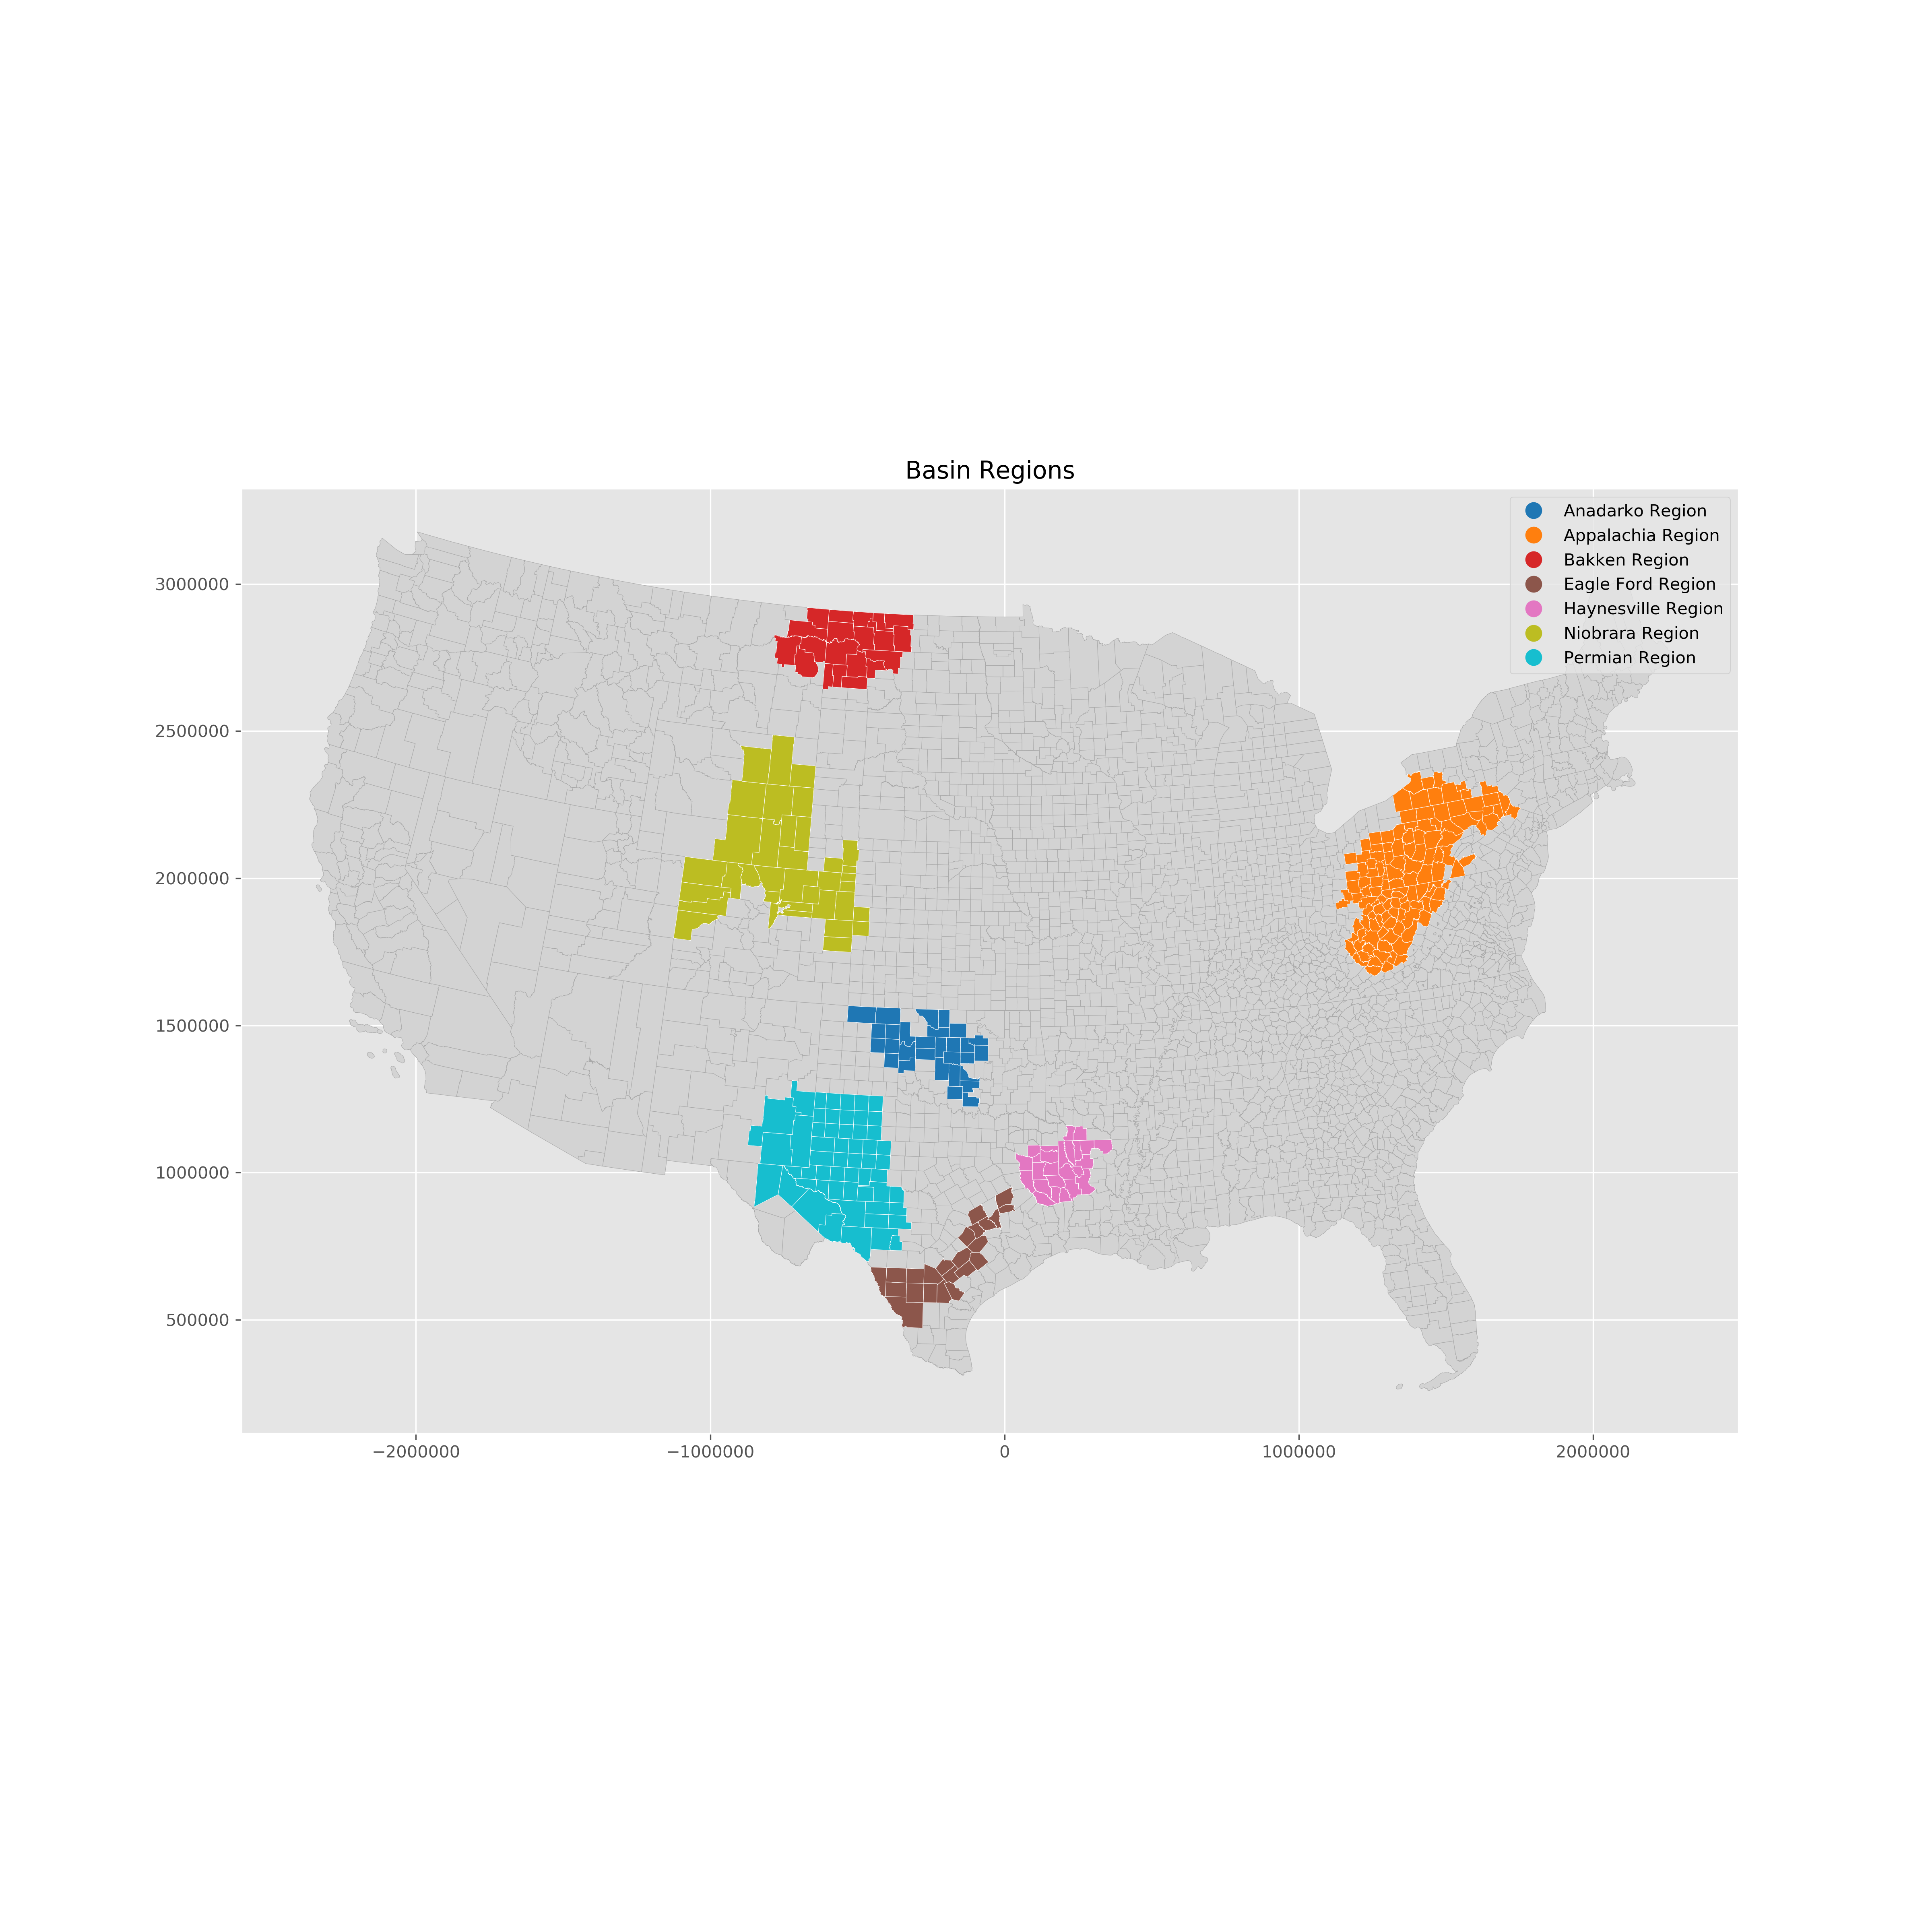 Basin Regions
Anadarko Region
Appalachia Region
Bakken Region
Eagle Ford Region
Haynesville Region
Niobrara Region
Permian Region
3000000
2500000
2000000
1500000
1000000
500000
−2000000
−1000000
0
1000000
2000000